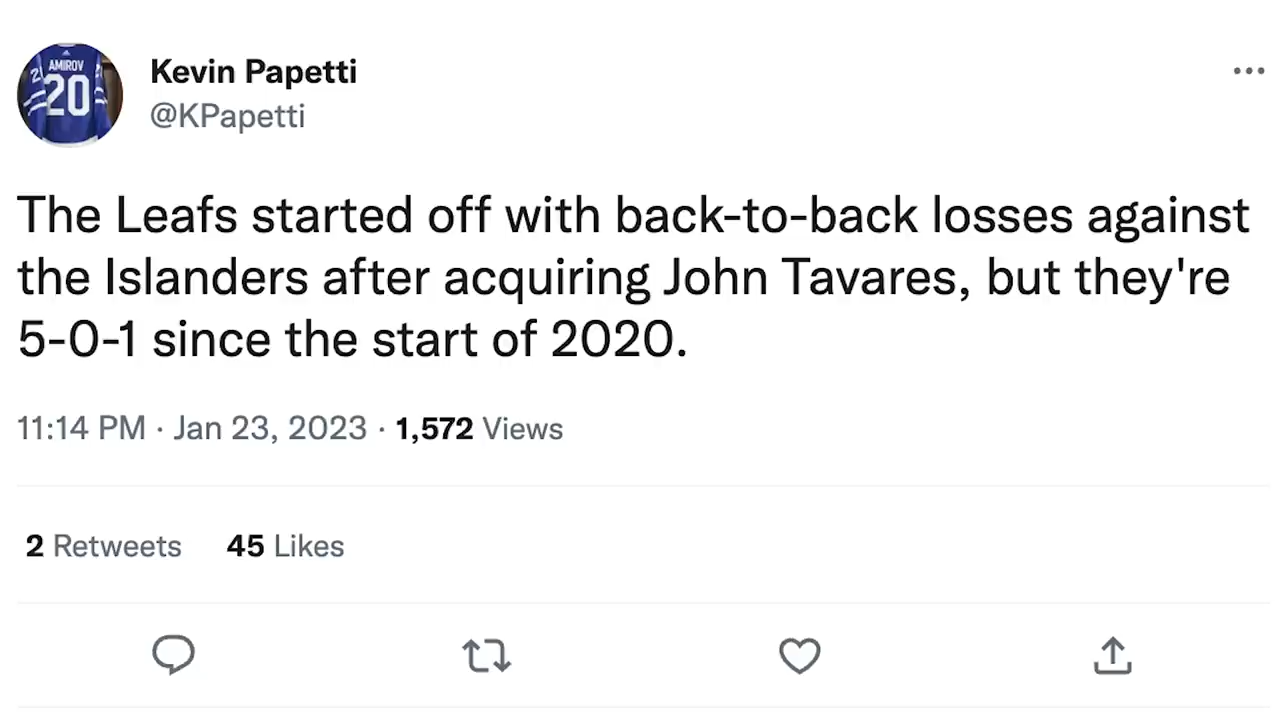 AMIROV
20
2
Kevin Papetti
@KPapetti
The Leafs started off with back-to-back losses against
the Islanders after acquiring John Tavares, but they're
5-0-1 since the start of 2020.
11:14 PM · Jan 23, 2023 · 1,572 Views
2 Retweets 45 Likes